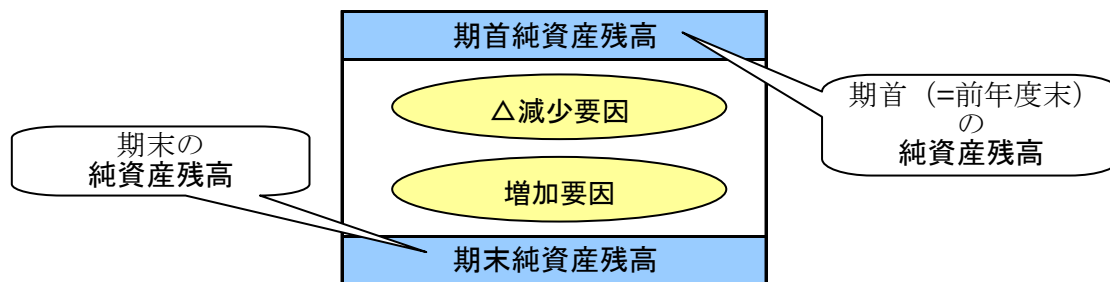 期首純資産残高
△減少要因
増加要因
期末純資産残高
期首（=前年度末）
の
純資産残高
期末の
純資産残高